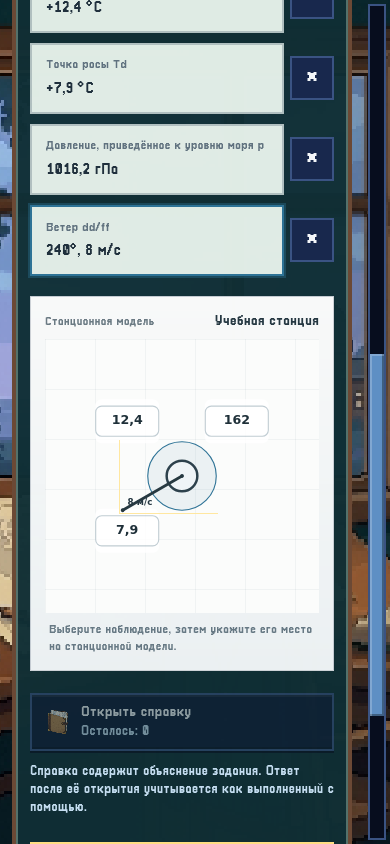 +12,4 °C
Точка росы Td
+7,9 °C
Давление, приведённое к уровню моря p
1016,2 гПа
Ветер dd/ff
240°, 8 м/с
Станционная модель
Учебная станция
12,4
162
8 м/с
7,9
Выберите наблюдение, затем укажите его место
на станционной модели.
Открыть справку
Осталось: 0
Справка содержит объяснение задания. Ответ
после её открытия учитывается как выполненный с
помощью.